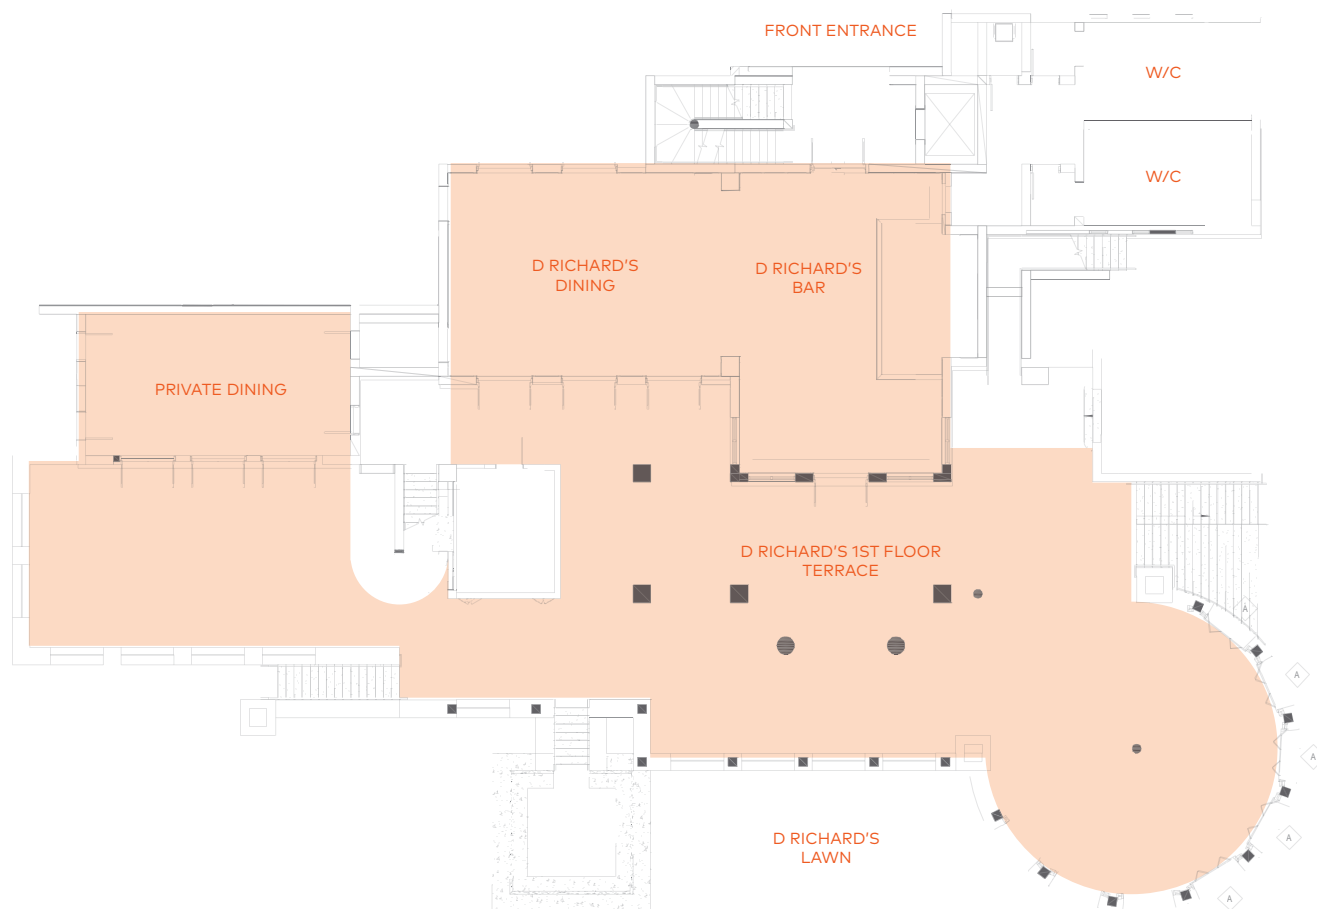 FRONT ENTRANCE
W/C
W/C
D RICHARD'S
DINING
D RICHARD'S
BAR
PRIVATE DINING
D RICHARD'S 1ST FLOOR
TERRACE
A
A
A
D RICHARD'S
LAWN
A
A